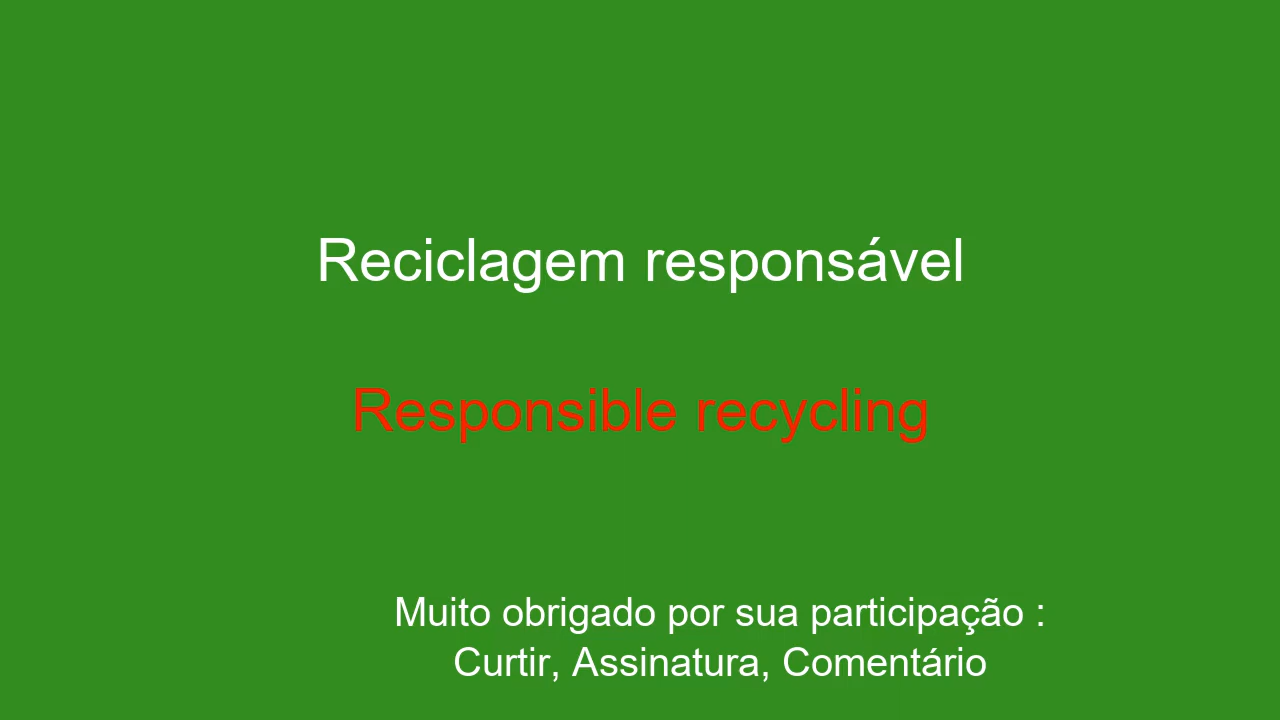 Reciclagem responsável
Responsible recycling
Muito obrigado por sua participação :
Curtir, Assinatura, Comentário